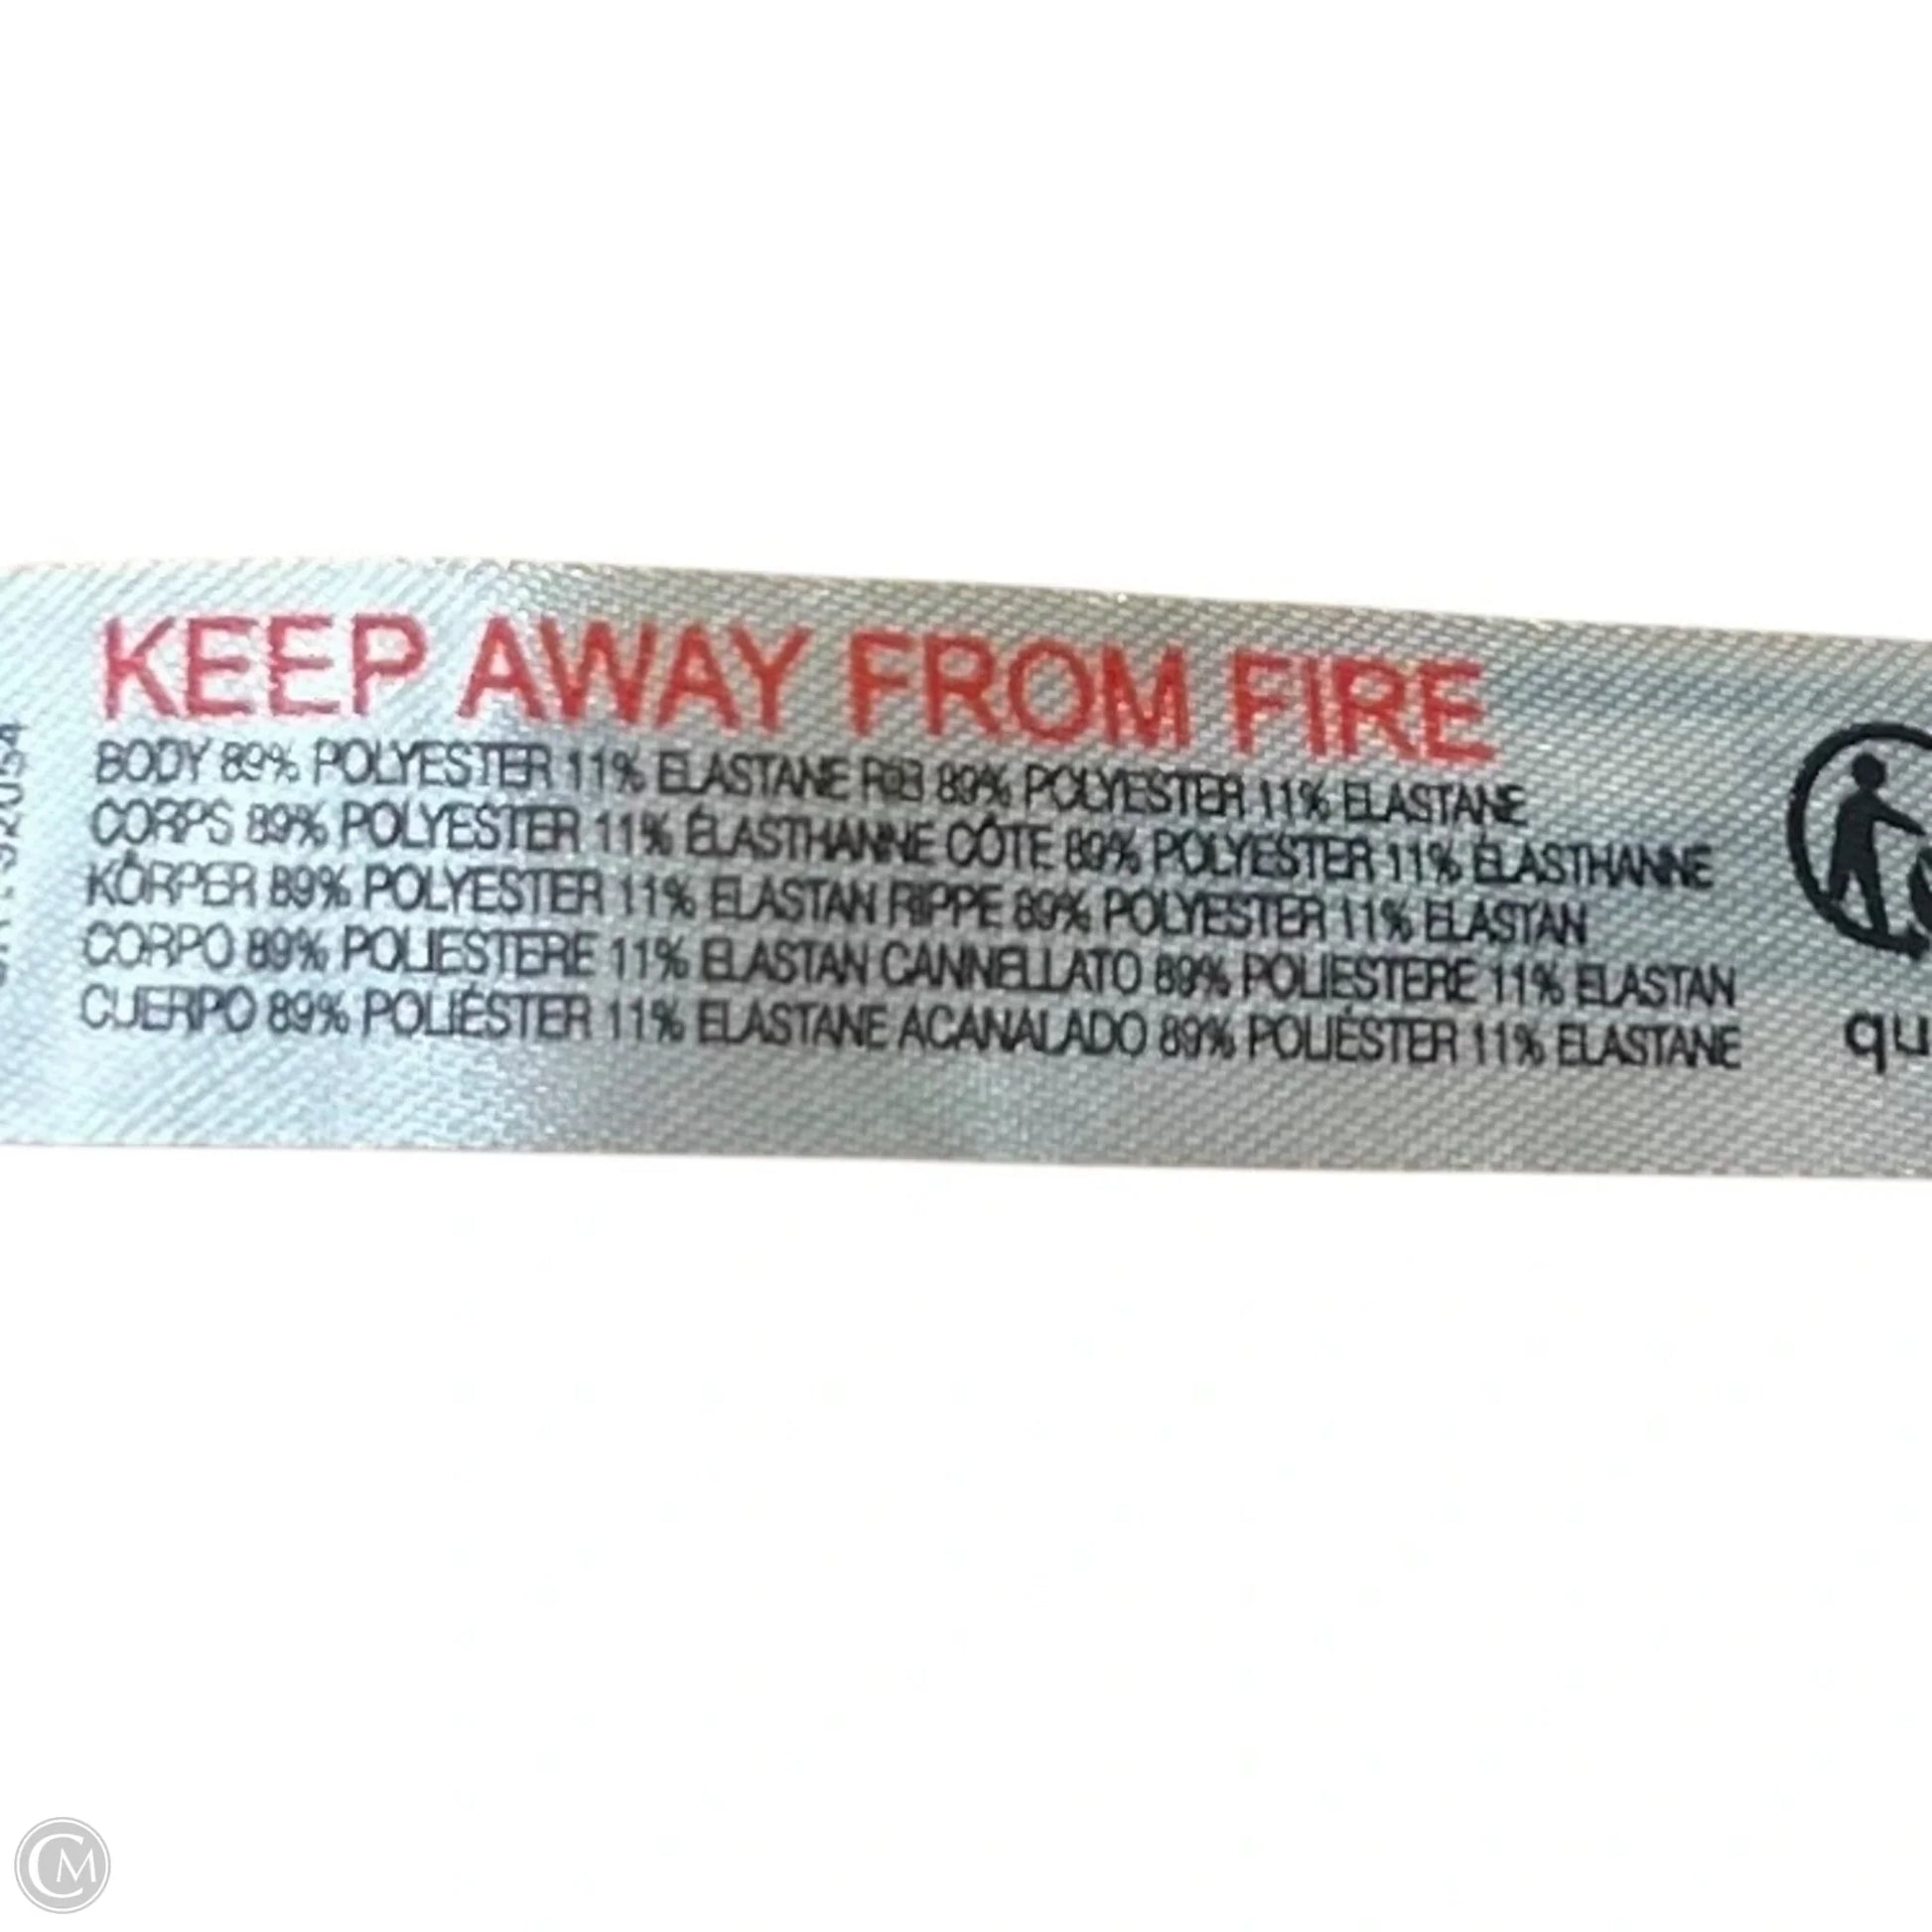 KEEP AWAY FROM FIRE
BODY 89% POLYESTER 11% ELASTANE RIB 89% POLYESTER 11% ELASTANE
CORPS 89% POLYESTER 11% ÉLASTHANNE CÔTE 89% POLYESTER 11% ÉLASTHANNE
KÖRPER 89% POLYESTER 11% ELASTAN RIPPE 89% POLYESTER 11% ELASTAN
CORPO 89% POLIESTERE 11% ELASTAN CANNELLATO 89% POLIESTERE 11% ELASTAN
CUERPO 89% POLIÉSTER 11% ELASTANE ACANALADO 89% POLIÉSTER 11% ELASTANE
qu
CM